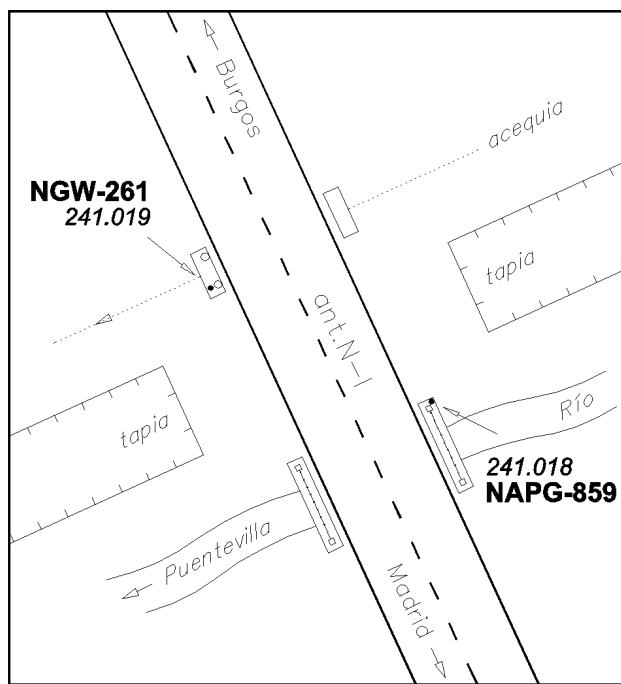 Burgos
acequia
NGW-261
241.019
tapia
ant.N-I
tapia
Río
241.018
NAPG-859
Puentevilla
Madrid